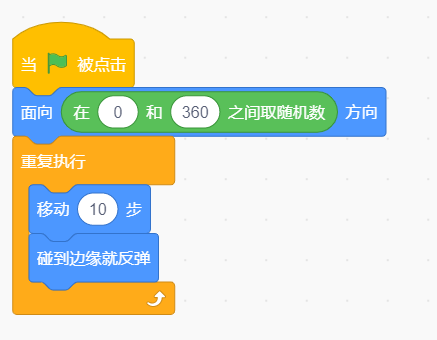 当 被点击
面向 在 0 和 360 之间取随机数 方向
重复执行
移动 10 步
碰到边缘就反弹